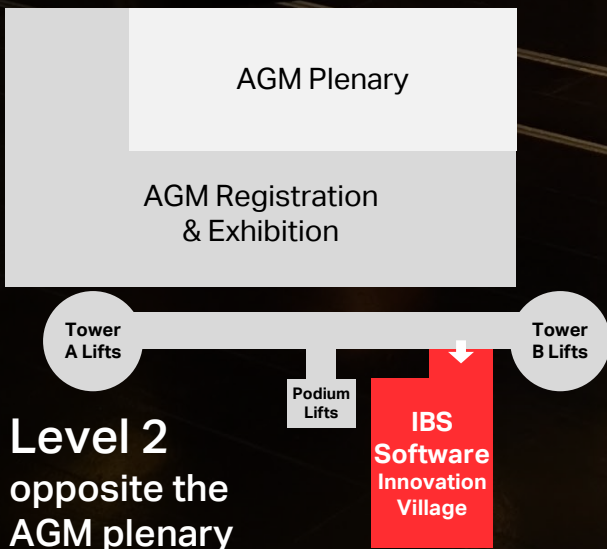 AGM Plenary
AGM Registration
& Exhibition
Tower
A Lifts
Tower
B Lifts
Podium
Lifts
IBS
Software
Innovation
Village
Level 2
opposite the
AGM plenary